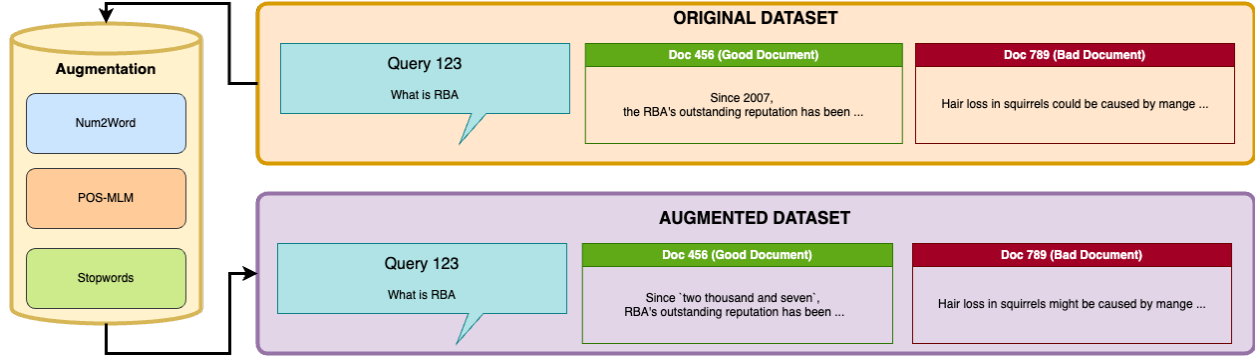 Augmentation
Num2Word
POS-MLM
Stopwords
ORIGINAL DATASET
Query 123
What is RBA
Doc 456 (Good Document)
Since 2007,
the RBA's outstanding reputation has been ...
Doc 789 (Bad Document)
Hair loss in squirrels could be caused by mange ...
AUGMENTED DATASET
Query 123
What is RBA
Doc 456 (Good Document)
Since `two thousand and seven`,
RBA's outstanding reputation has been ...
Doc 789 (Bad Document)
Hair loss in squirrels might be caused by mange ...